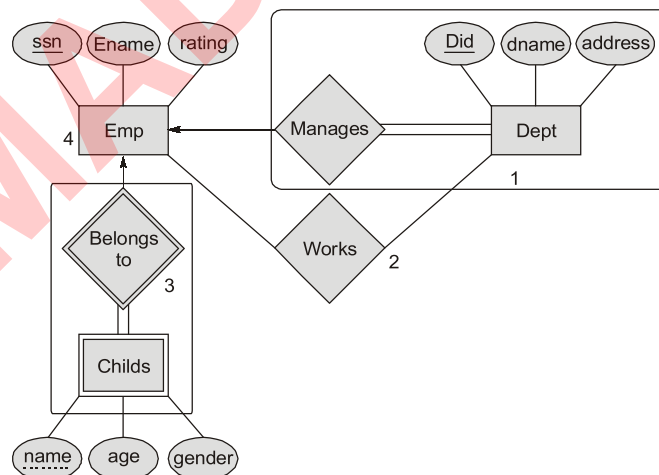 ssn Ename rating
Did dname address
4 Emp Manages Dept
1
Belongs
to
Works
2
3
Childs
name age gender
MAD